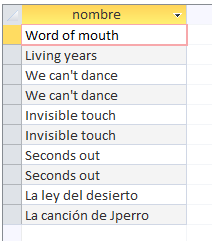 nombre
Word of mouth
Living years
We can't dance
We can't dance
Invisible touch
Invisible touch
Seconds out
Seconds out
La ley del desierto
La canción de Jperro